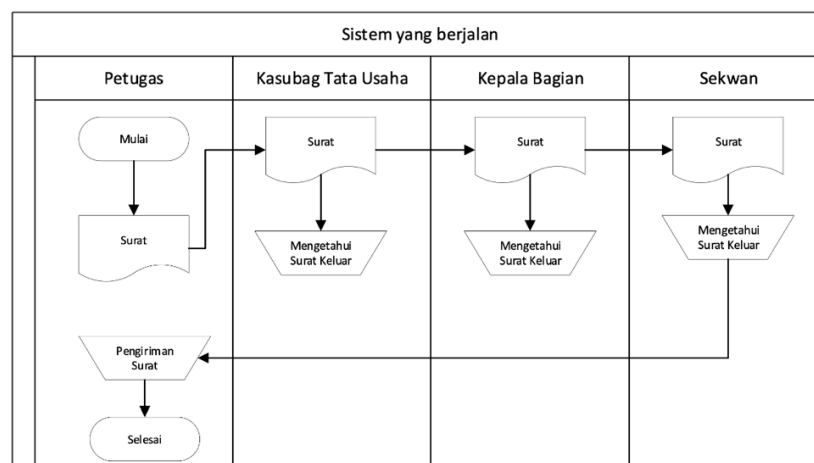 Sistem yang berjalan
Petugas
Kasubag Tata Usaha
Kepala Bagian
Sekwan
Mulai
Surat
Surat
Surat
Surat
Mengetahui
Surat Keluar
Mengetahui
Surat Keluar
Mengetahui
Surat Keluar
Pengiriman
Surat
Selesai